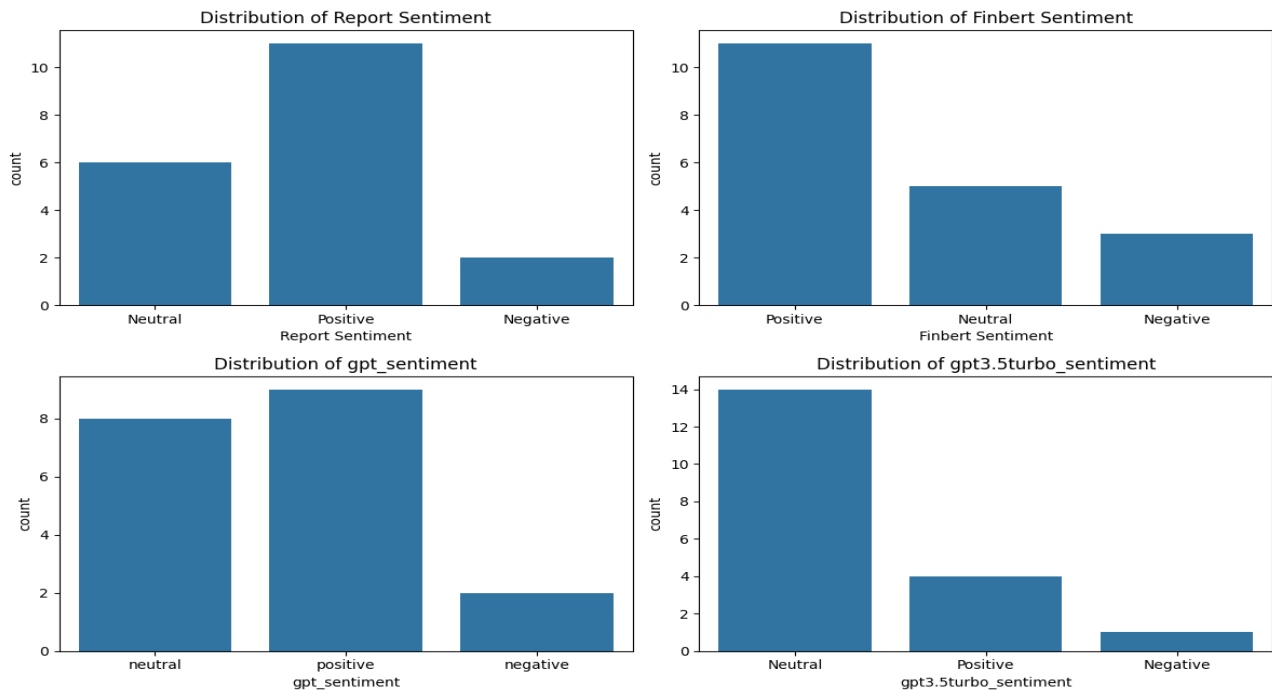 Distribution of Report Sentiment
10
8
6
4
2
0
count
Neutral Positive Negative
Report Sentiment
Distribution of Finbert Sentiment
10
8
6
4
2
0
count
Positive Neutral Negative
Finbert Sentiment
Distribution of gpt_sentiment
8
6
4
2
0
count
neutral positive negative
gpt_sentiment
Distribution of gpt3.5turbo_sentiment
14
12
10
8
6
4
2
0
count
Neutral Positive Negative
gpt3.5turbo_sentiment